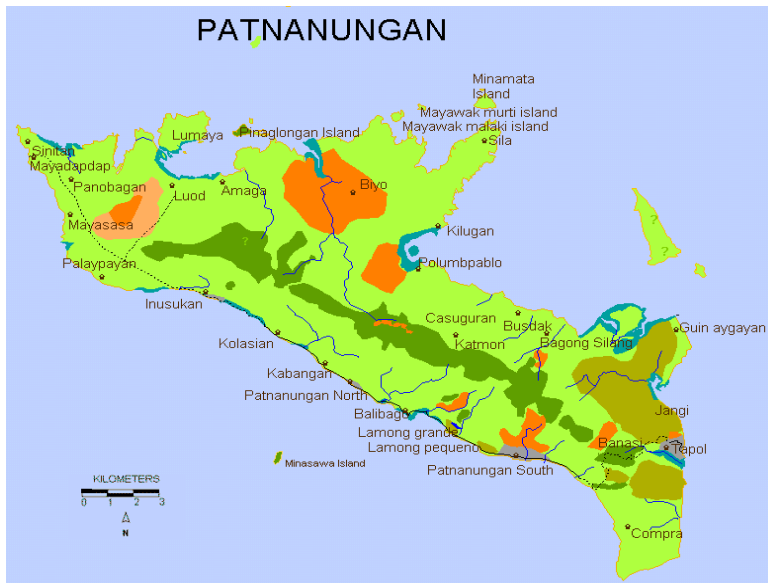 PATNANUNGAN
Minamata
Island
Mayawak murti island
Mayawak malaki island
Sila
Lumaya
Pinaglongan Island
Sinitan
Mayadapdap
Panobagan
Luod
Amaga
Biyo
Mayasasa
Kilugan
?
?
?
Palaypayan
Polumbpablo
Inusukan
Casuguran
Busdak
Guin aygayan
Kolasian
Katmon
Bagong Silang
Kabangan
Patnanungan North
Balibago
Jangi
Lamong grande
Lamong pequeno
Banasi
Tapol
Minasawa Island
Patnanungan South
KILOMETERS
0 1 2 3
N
Compra